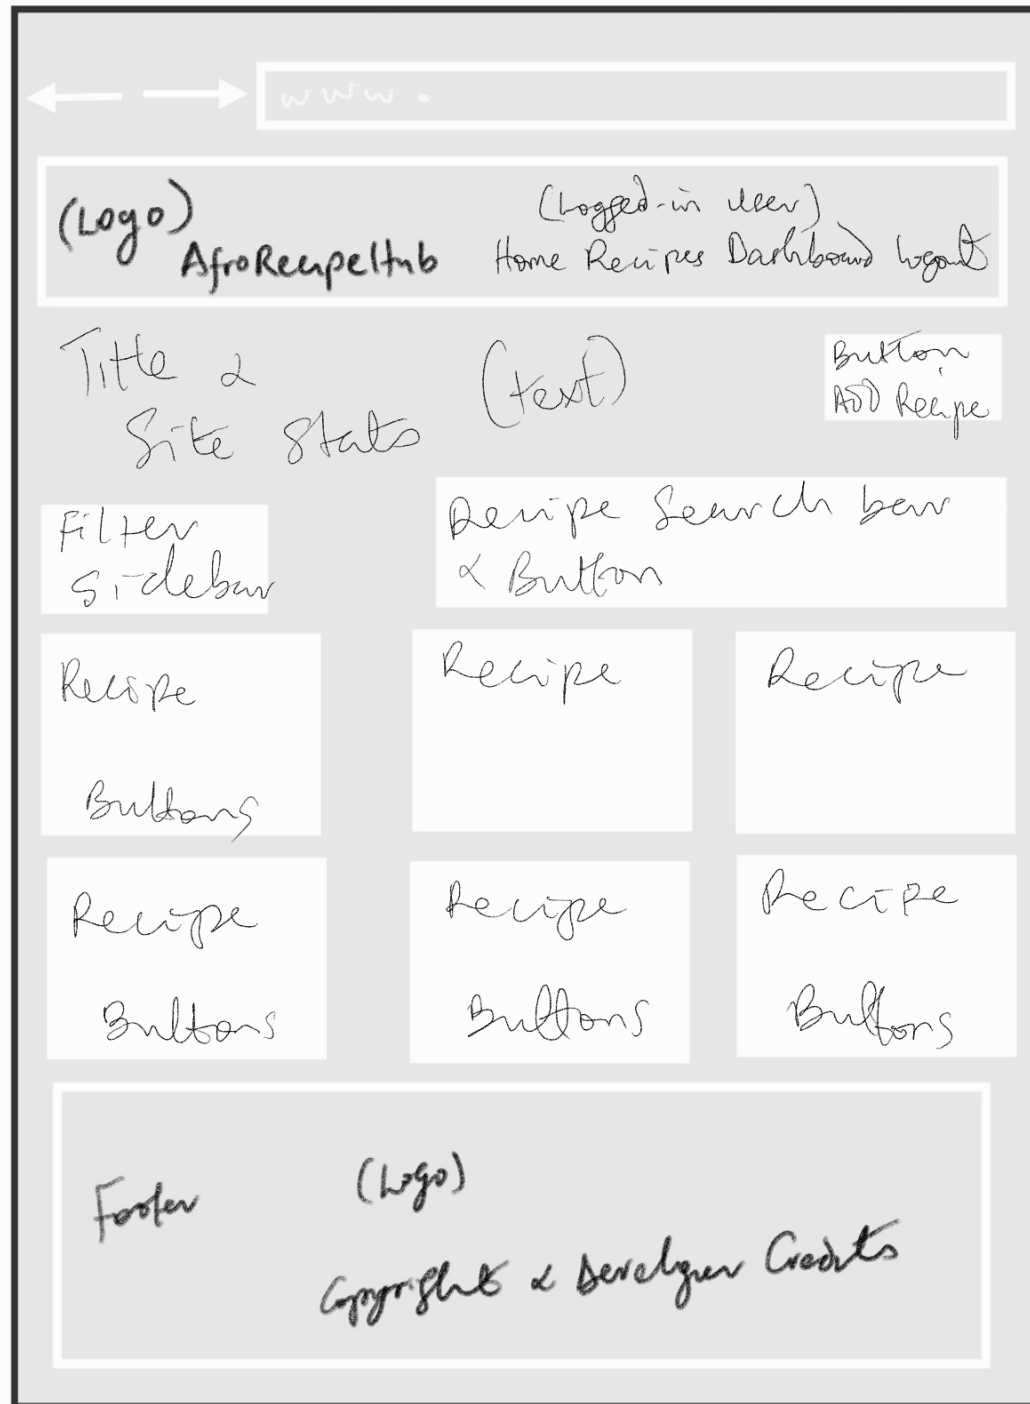 www.
(Logo)
AfroRecipeHub
(Logged-in User)
Home Recipes Dashboard Logout
Title &
Site Stats
(text)
Button
ADD Recipe
Filter
Sidebar
Recipe Search bar
& Button
Recipe
Buttons
Recipe
Recipe
Recipe
Buttons
Recipe
Buttons
Recipe
Buttons
Footer
(Logo)
Copyright & Developer Credits